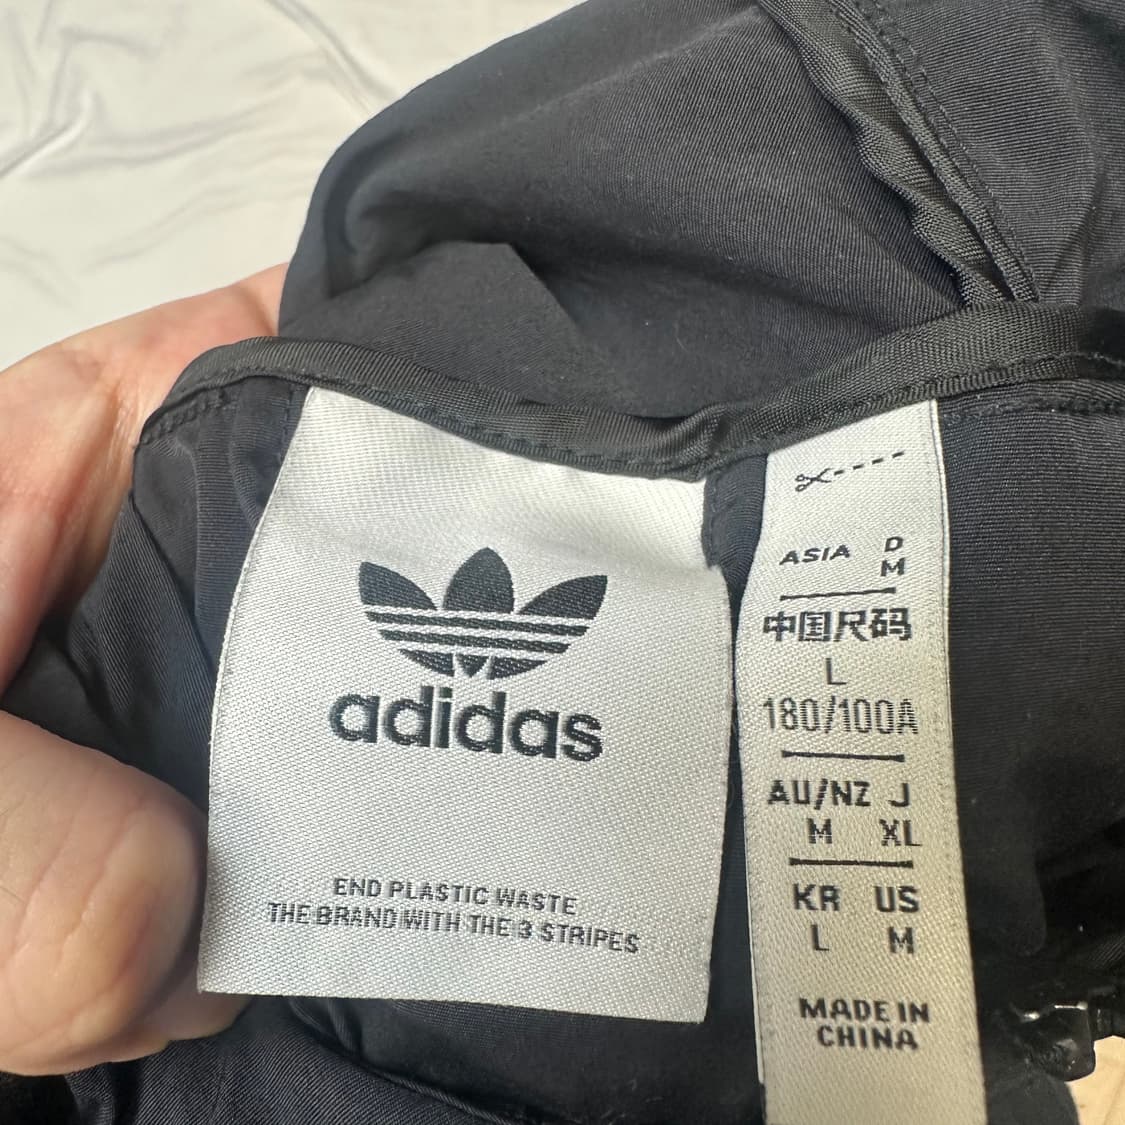 adidas
END PLASTIC WASTE
THE BRAND WITH THE 3 STRIPES
ASIA D
M
中国尺码
L
180/100A
AU/NZ J
M XL
KR US
L M
MADE IN
CHINA